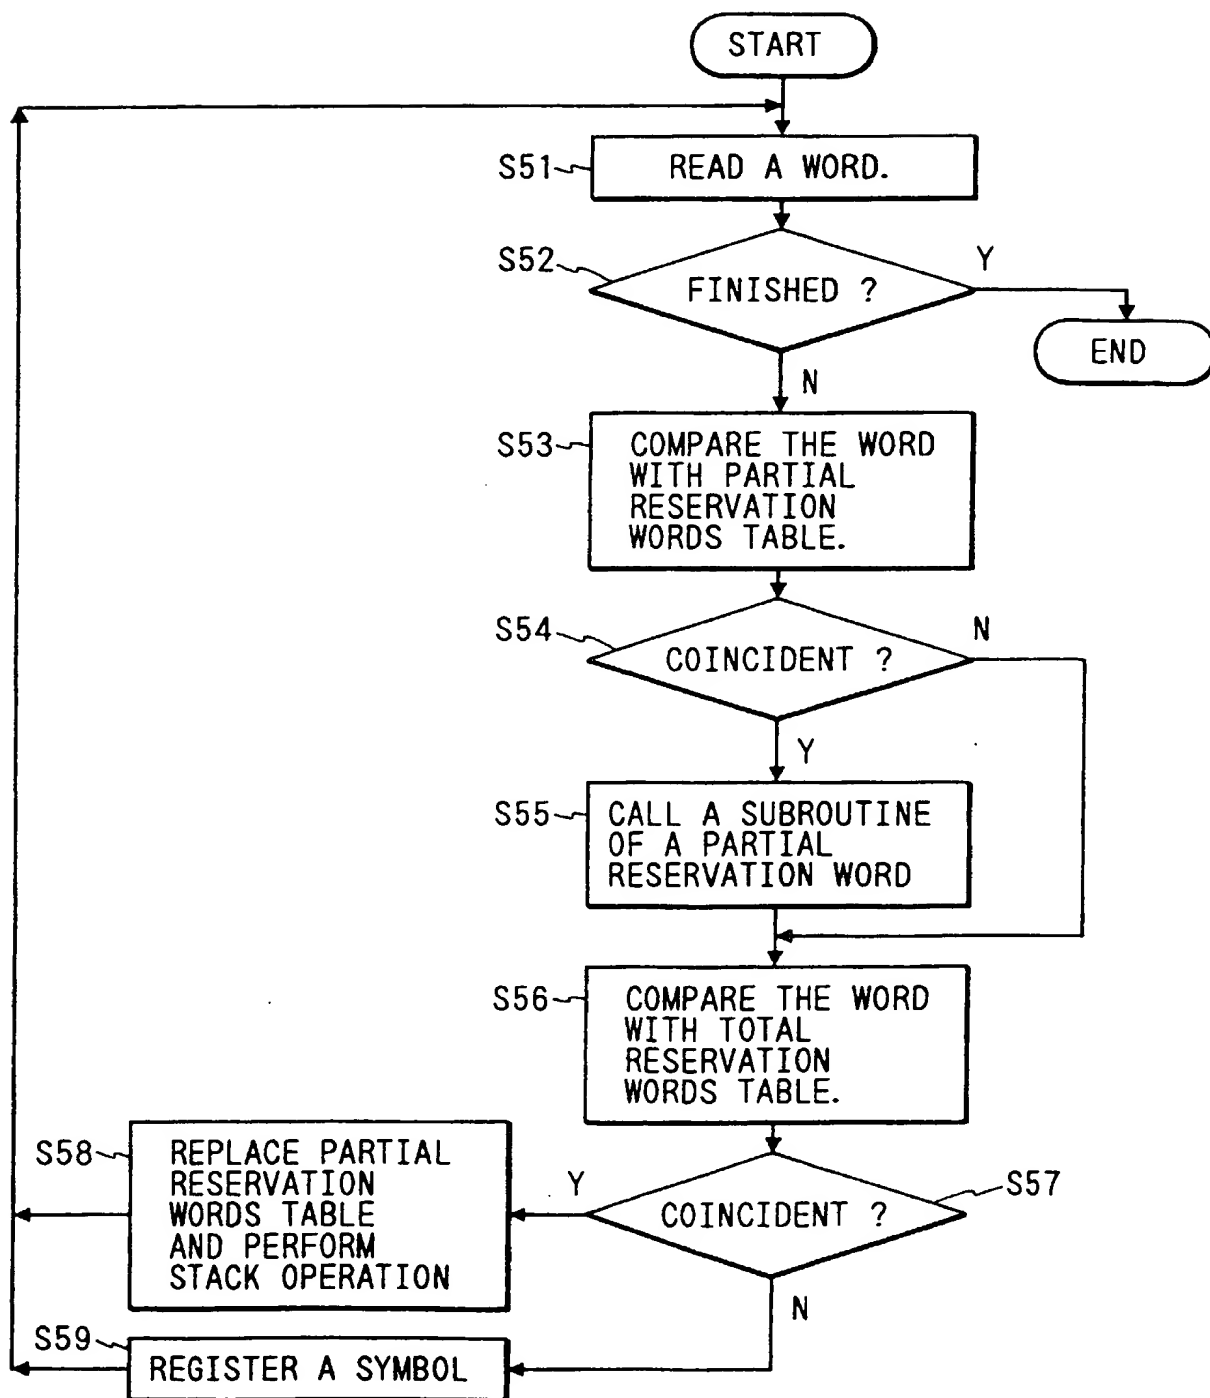 START
S51
READ A WORD.
S52
FINISHED ?
Y
END
N
S53
COMPARE THE WORD
WITH PARTIAL
RESERVATION
WORDS TABLE.
S54
COINCIDENT ?
N
Y
S55
CALL A SUBROUTINE
OF A PARTIAL
RESERVATION WORD
S56
COMPARE THE WORD
WITH TOTAL
RESERVATION
WORDS TABLE.
S58
REPLACE PARTIAL
RESERVATION
WORDS TABLE
AND PERFORM
STACK OPERATION
Y
COINCIDENT ?
S57
N
S59
REGISTER A SYMBOL